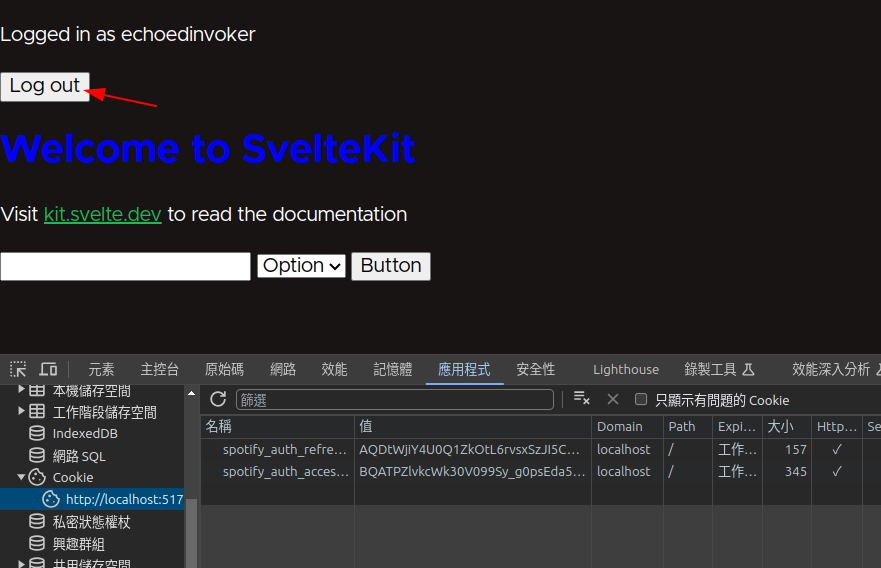 Logged in as echoedinvoker
Log out
Welcome to SvelteKit
Visit kit.svelte.dev to read the documentation
Option Button
元素 主控台 原始碼 網路 效能 記憶體 應用程式 安全性 Lighthouse 錄製工具 效能深入分析
本機儲存空間
工作階段儲存空間
IndexedDB
網路 SQL
Cookie
http://localhost:517
私密狀態權杖
興趣群組
共用儲存空間
篩選 只顯示有問題的 Cookie
名稱 值 Domain Path Expi... 大小 Http... Se
spotify_auth_refre... AQDtWjiY4U0Q1ZkOtL6rvsxSzJI5C... localhost / 工作... 157 ✓
spotify_auth_acces... BQATPZlvkcWk30V099Sy_g0psEda5... localhost / 工作... 345 ✓